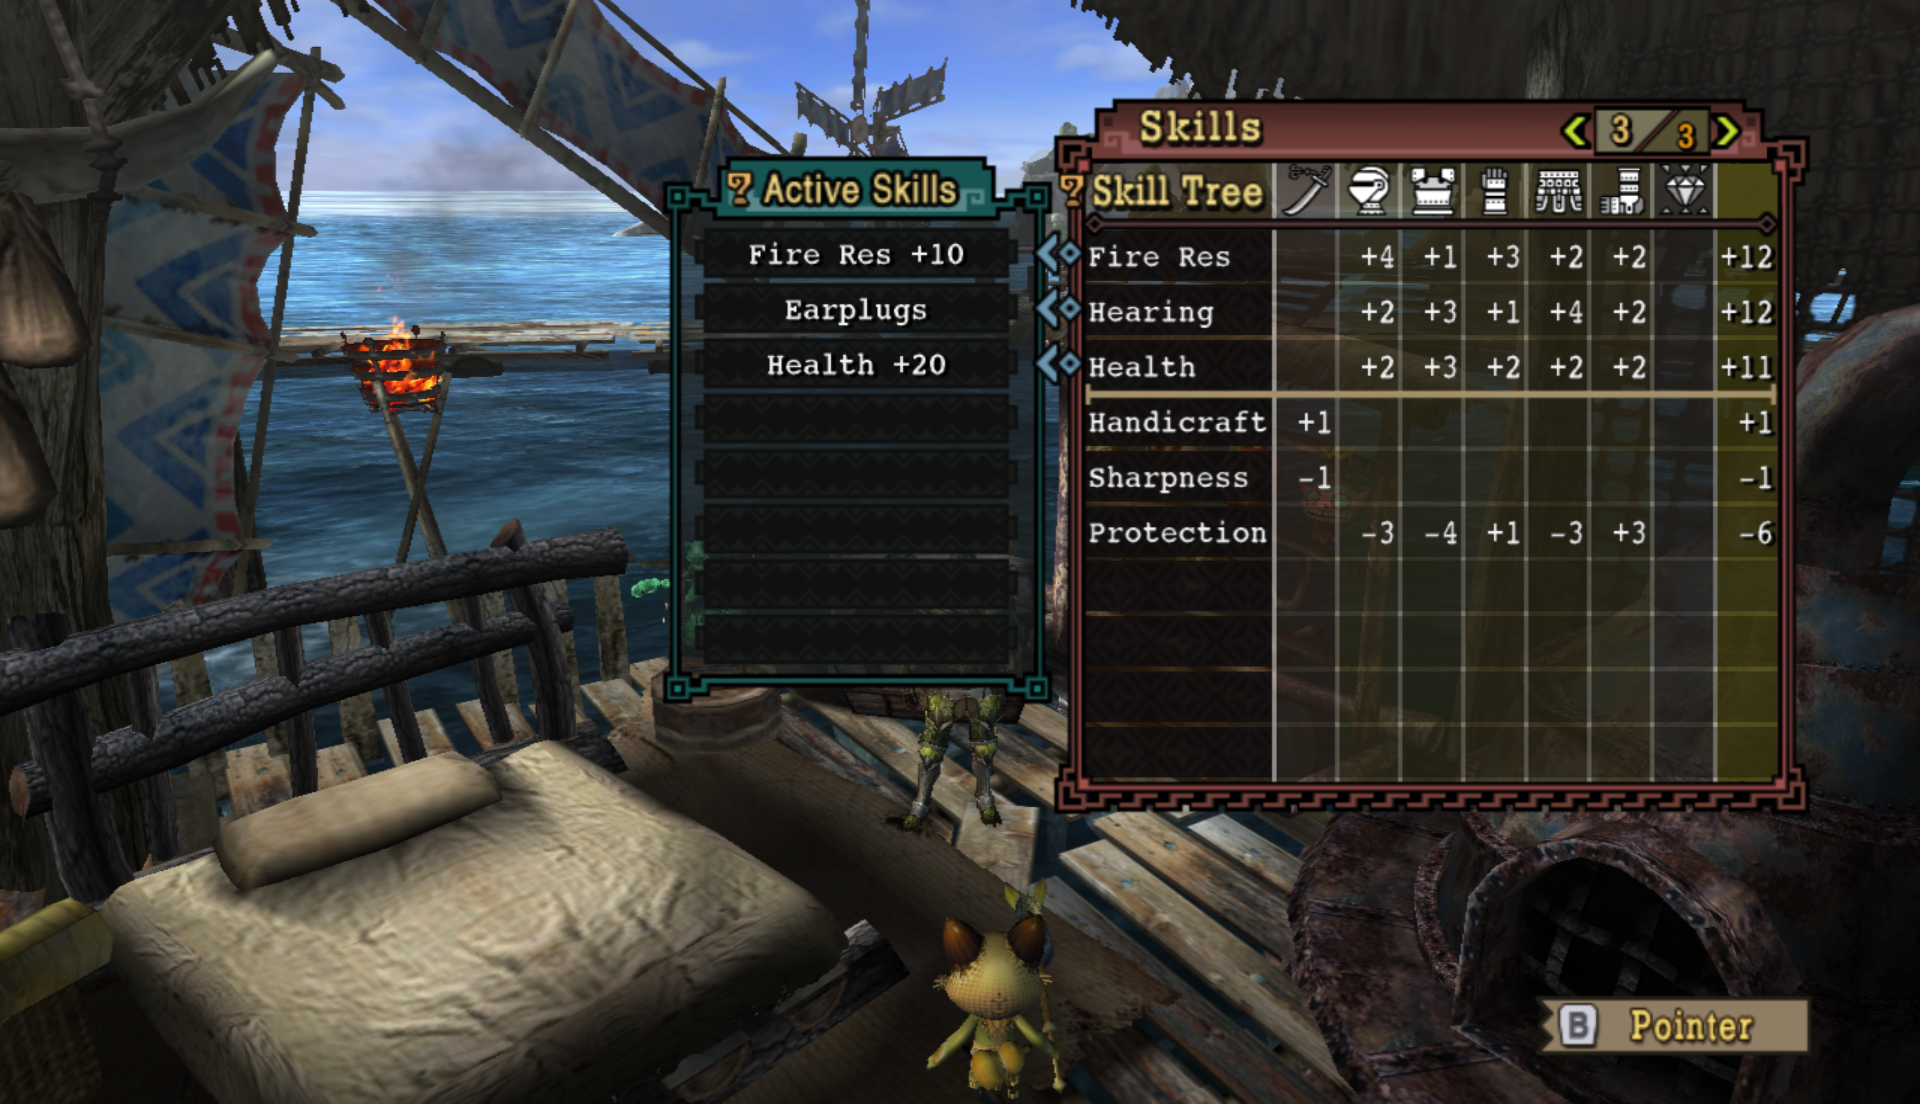 Skills
3/3
Active Skills
Fire Res +10
Earplugs
Health +20
Skill Tree
Fire Res +4 +1 +3 +2 +2 +12
Hearing +2 +3 +1 +4 +2 +12
Health +2 +3 +2 +2 +2 +11
Handicraft +1 +1
Sharpness -1 -1
Protection -3 -4 +1 -3 +3 -6
B Pointer